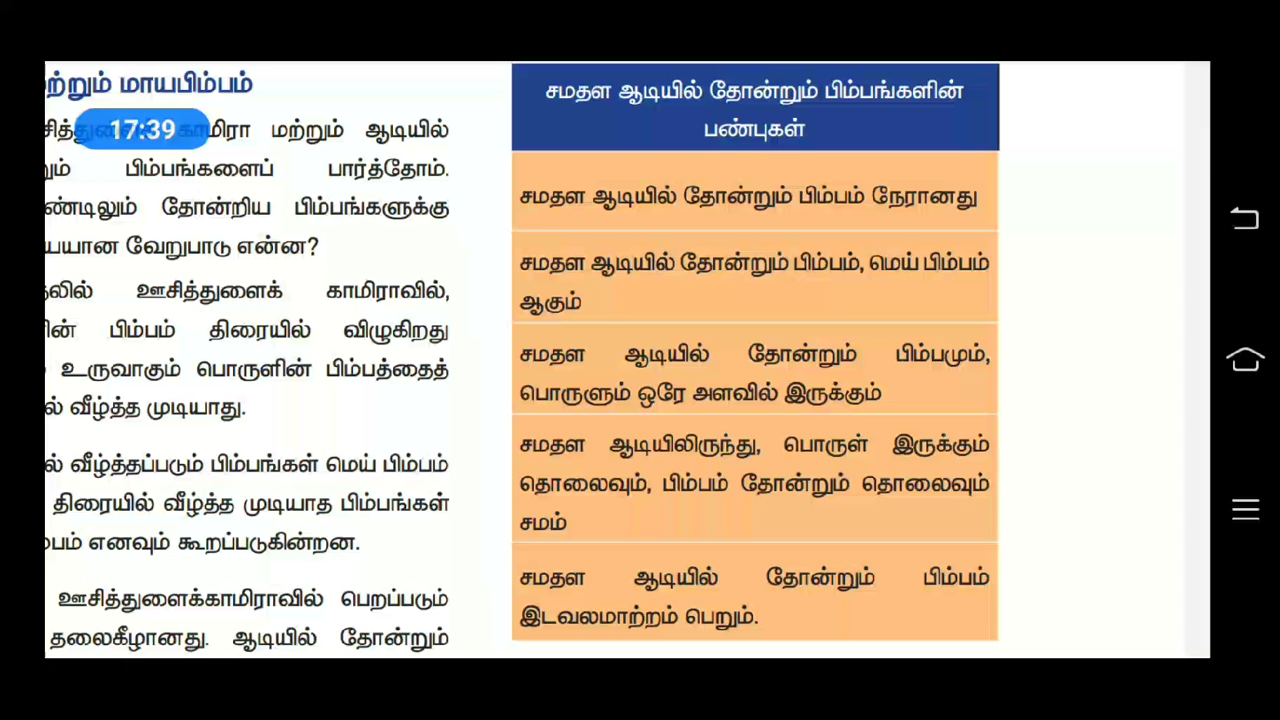 மாயபிம்பம்
17:39
மற்றும் ஆடியில்
பிம்பங்களைப் பார்த்தோம்.
தோன்றிய பிம்பங்களுக்கு
வேறுபாடு என்ன?
ஊசித்துளைக் காமிராவில்,
பிம்பம் திரையில் விழுகிறது
உருவாகும் பொருளின் பிம்பத்தைத்
வீழ்த்த முடியாது.
வீழ்த்தப்படும் பிம்பங்கள் மெய் பிம்பம்
திரையில் வீழ்த்த முடியாத பிம்பங்கள்
எனவும் கூறப்படுகின்றன.
ஊசித்துளைக்காமிராவில் பெறப்படும்
தலைகீழானது. ஆடியில் தோன்றும்
சமதள ஆடியில் தோன்றும் பிம்பங்களின்
பண்புகள்
சமதள ஆடியில் தோன்றும் பிம்பம் நேரானது
சமதள ஆடியில் தோன்றும் பிம்பம், மெய் பிம்பம்
ஆகும்
சமதள ஆடியில் தோன்றும் பிம்பமும்,
பொருளும் ஒரே அளவில் இருக்கும்
சமதள ஆடியிலிருந்து, பொருள் இருக்கும்
தொலைவும், பிம்பம் தோன்றும் தொலைவும்
சமம்
சமதள ஆடியில் தோன்றும் பிம்பம்
இடவலமாற்றம் பெறும்.